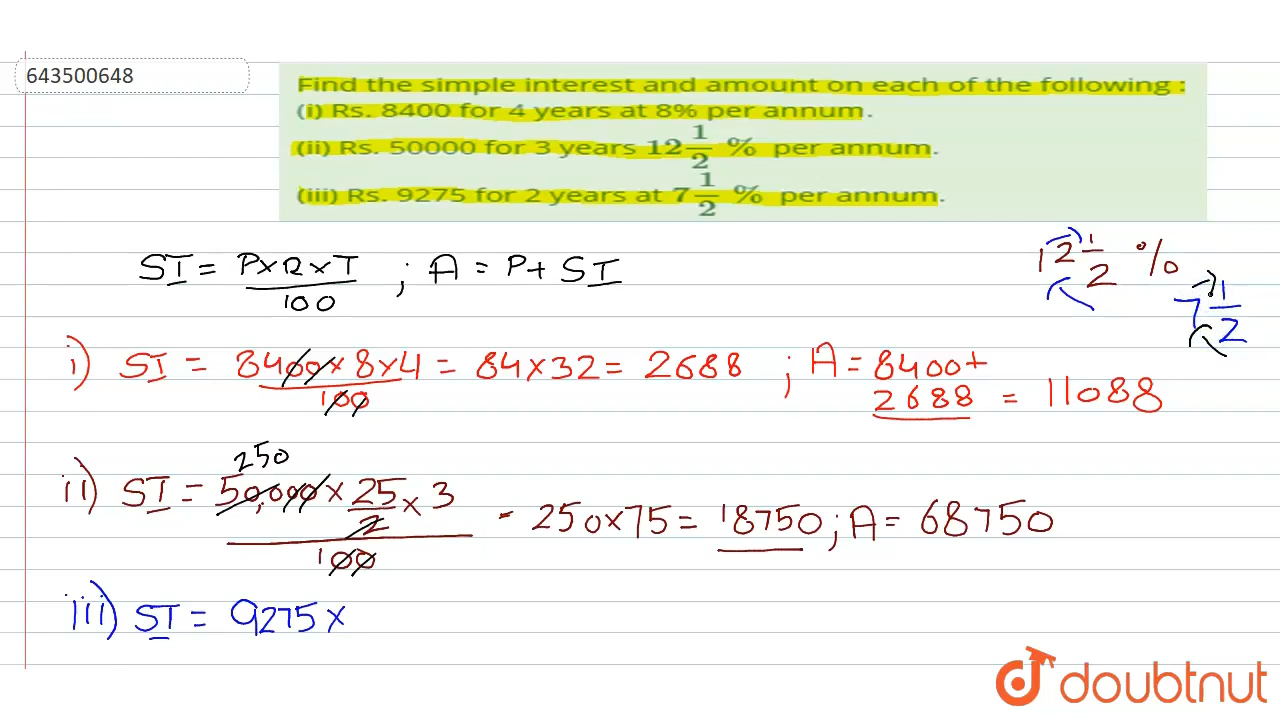 643500648
Find the simple interest and amount on each of the following :
(i) Rs. 8400 for 4 years at 8% per annum.
(ii) Rs. 50000 for 3 years 12 1/2 % per annum.
(iii) Rs. 9275 for 2 years at 7 1/2 % per annum.
12 1/2 %
7 1/2
SI = P×R×T/100 ; A = P+ SI
i) SI = 8400×8×4/100 = 84×32 = 2688 ; A = 8400+
2688 = 11088
250
ii) SI = 50,000 × 25/2 × 3/100 = 250×75 = 18750 ; A = 68750
iii) SI = 9275×
doubtnut